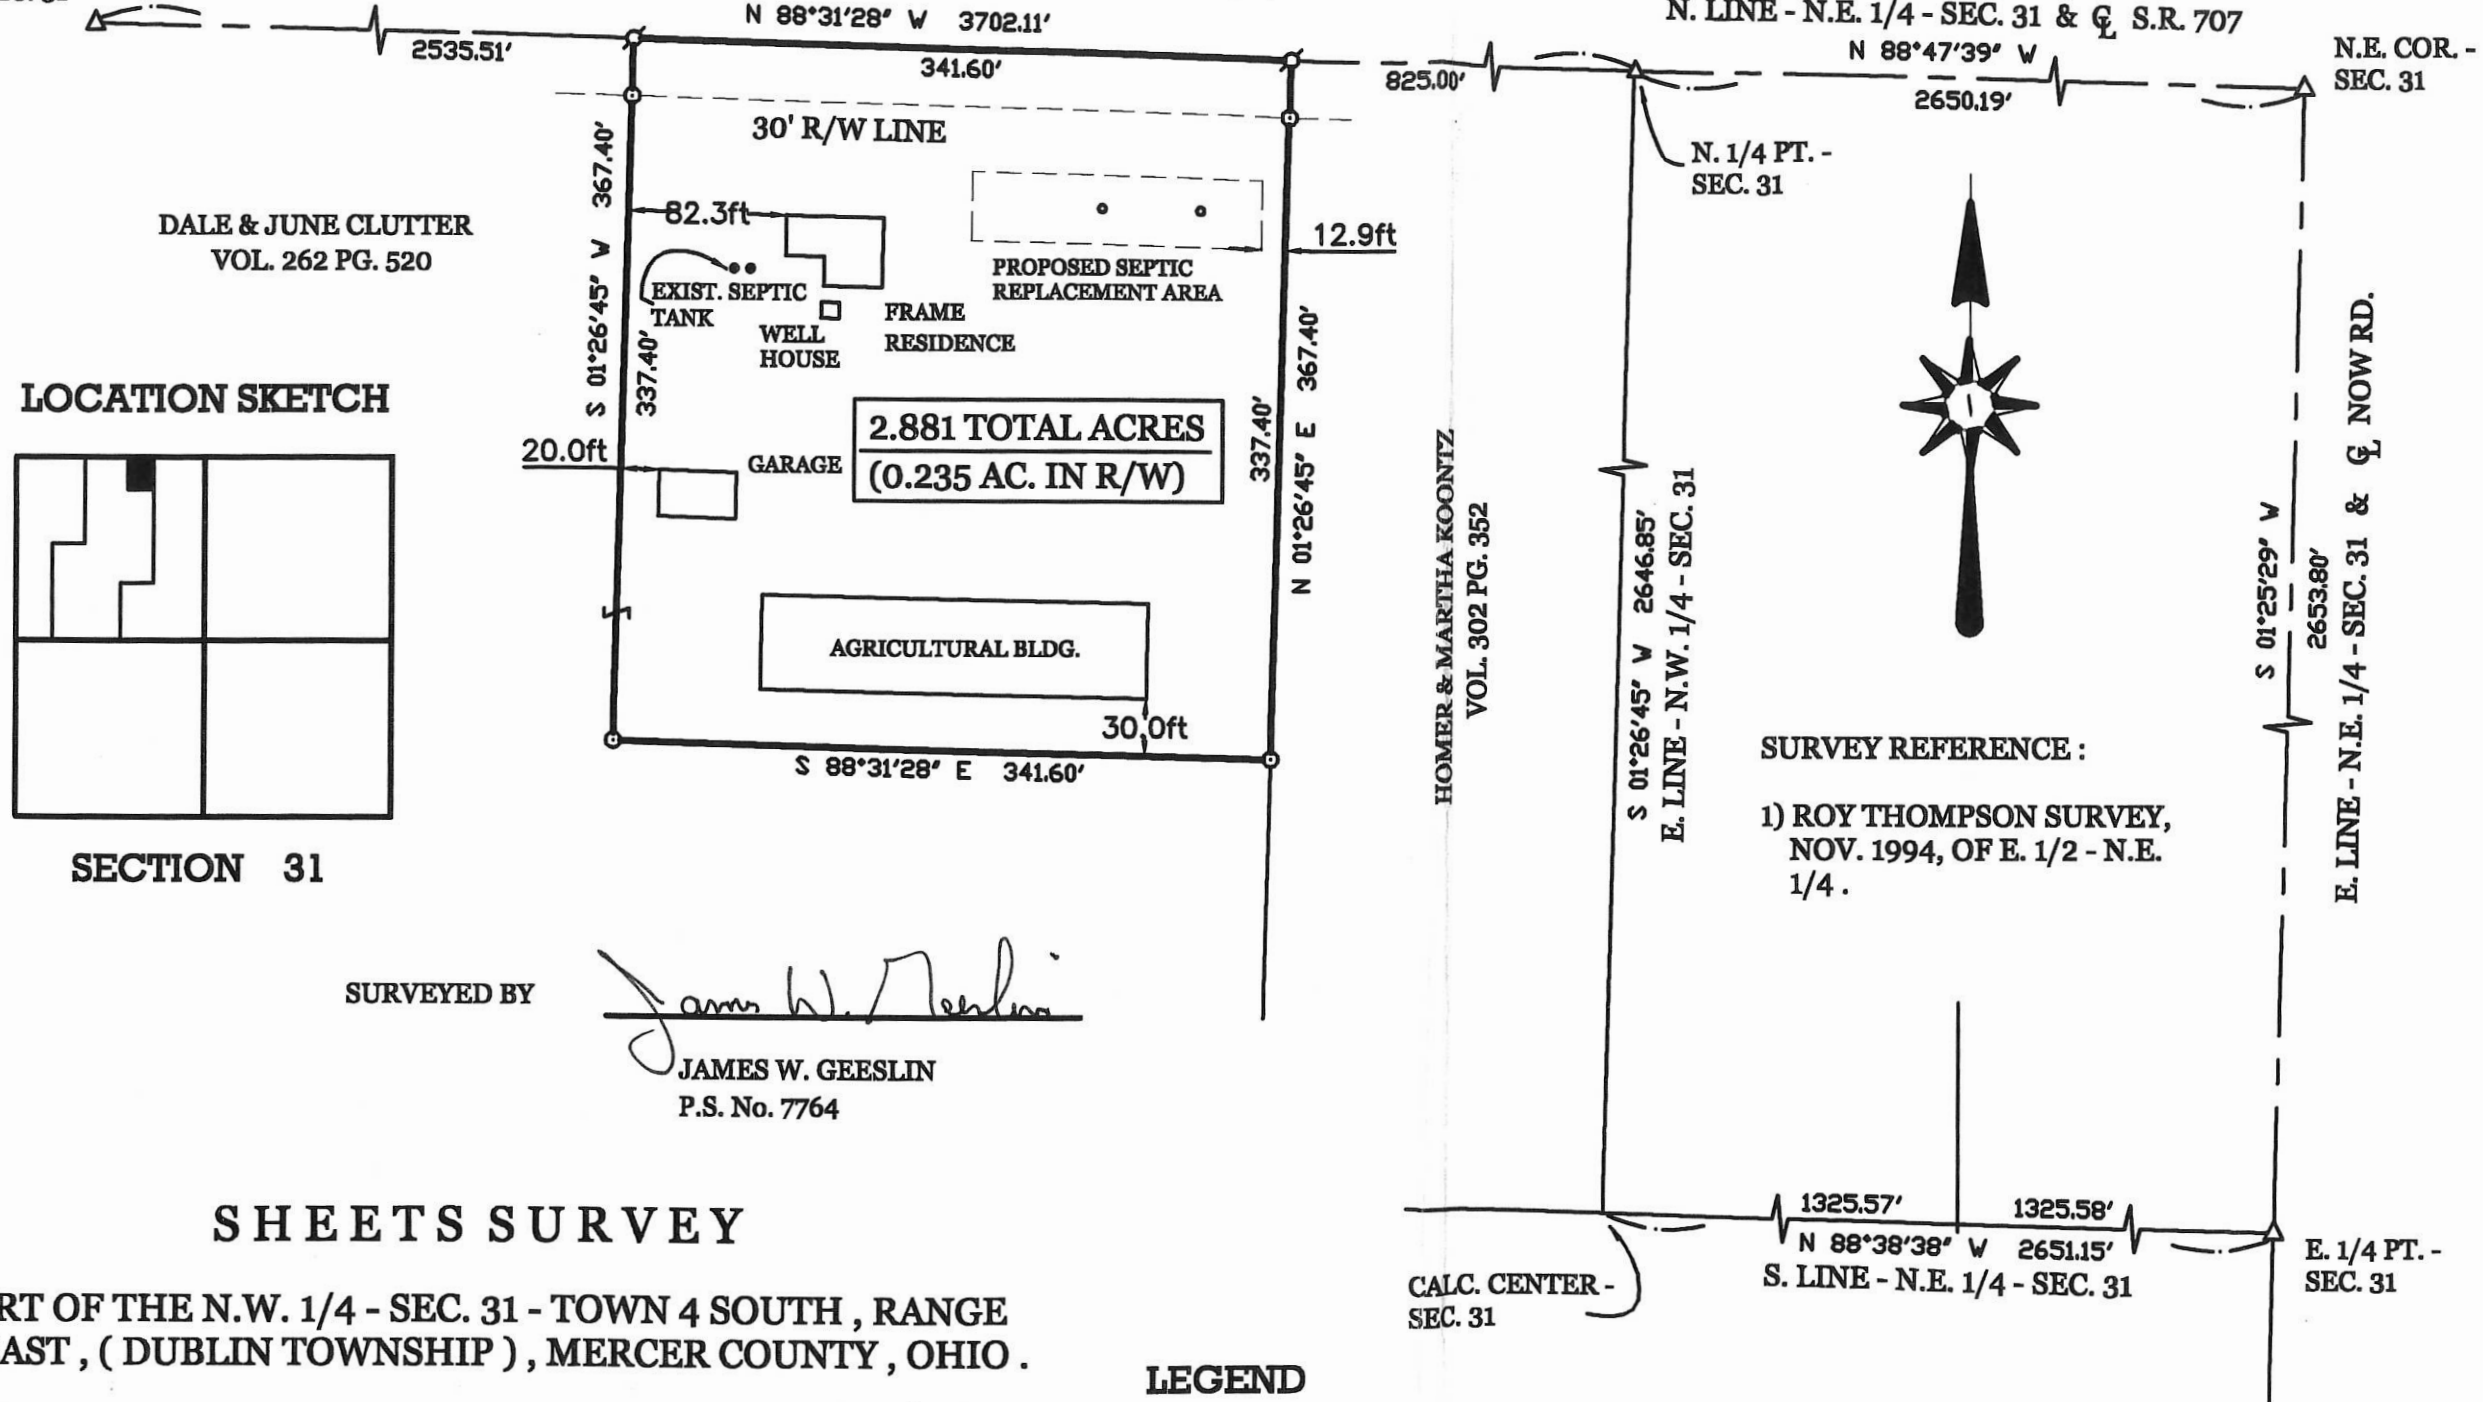 N 88°31'28" W 3702.11'
2535.51'
341.60'
825.00'
N. LINE - N.E. 1/4 - SEC. 31 & ℄ S.R. 707
N 88°47'39" W
2650.19'
N.E. COR. -
SEC. 31
N. 1/4 PT. -
SEC. 31
30' R/W LINE
S 01°26'45" W 367.40'
337.40'
DALE & JUNE CLUTTER
VOL. 262 PG. 520
82.3ft
12.9ft
EXIST. SEPTIC
TANK
WELL
HOUSE
FRAME
RESIDENCE
PROPOSED SEPTIC
REPLACEMENT AREA
N 01°26'45" E 367.40'
337.40'
2.881 TOTAL ACRES
(0.235 AC. IN R/W)
20.0ft
GARAGE
AGRICULTURAL BLDG.
30.0ft
S 88°31'28" E 341.60'
LOCATION SKETCH
SECTION 31
HOMER & MARTHA KOONTZ
VOL. 302 PG. 352
S 01°26'45" W 2646.85'
E. LINE - N.W. 1/4 - SEC. 31
S 01°25'29" W
2653.80'
E. LINE - N.E. 1/4 - SEC. 31 & ℄ NOW RD.
SURVEY REFERENCE :
1) ROY THOMPSON SURVEY,
NOV. 1994, OF E. 1/2 - N.E.
1/4 .
SURVEYED BY
James W. Geeslin
JAMES W. GEESLIN
P.S. No. 7764
SHEETS SURVEY
RT OF THE N.W. 1/4 - SEC. 31 - TOWN 4 SOUTH , RANGE
AST , ( DUBLIN TOWNSHIP ) , MERCER COUNTY , OHIO .
LEGEND
1325.57'
1325.58'
N 88°38'38" W 2651.15'
S. LINE - N.E. 1/4 - SEC. 31
CALC. CENTER -
SEC. 31
E. 1/4 PT. -
SEC. 31